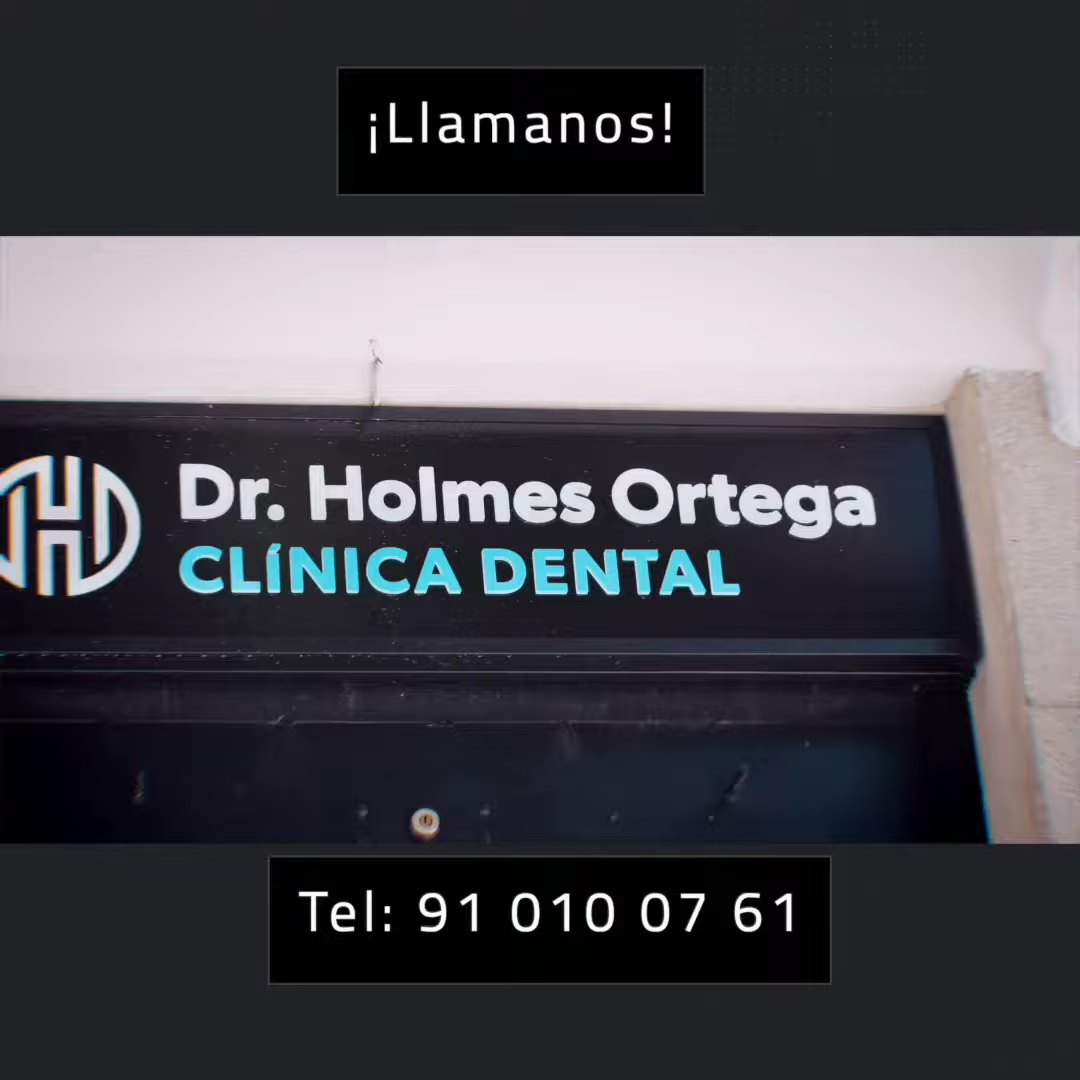 ¡Llamanos!
Dr. Holmes Ortega
CLÍNICA DENTAL
Tel: 91 010 07 61